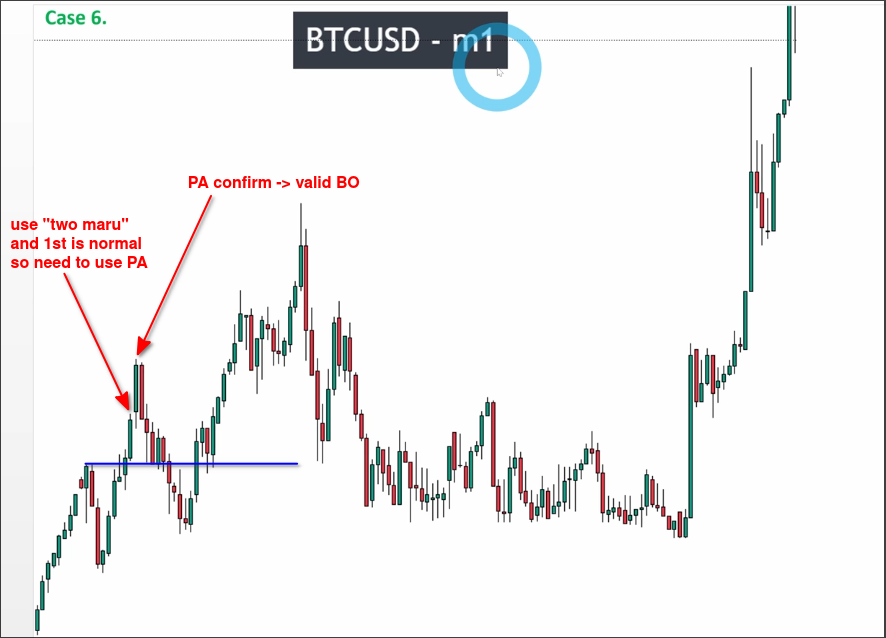 Case 6.
BTCUSD - m1
PA confirm -> valid BO
use "two maru"
and 1st is normal
so need to use PA